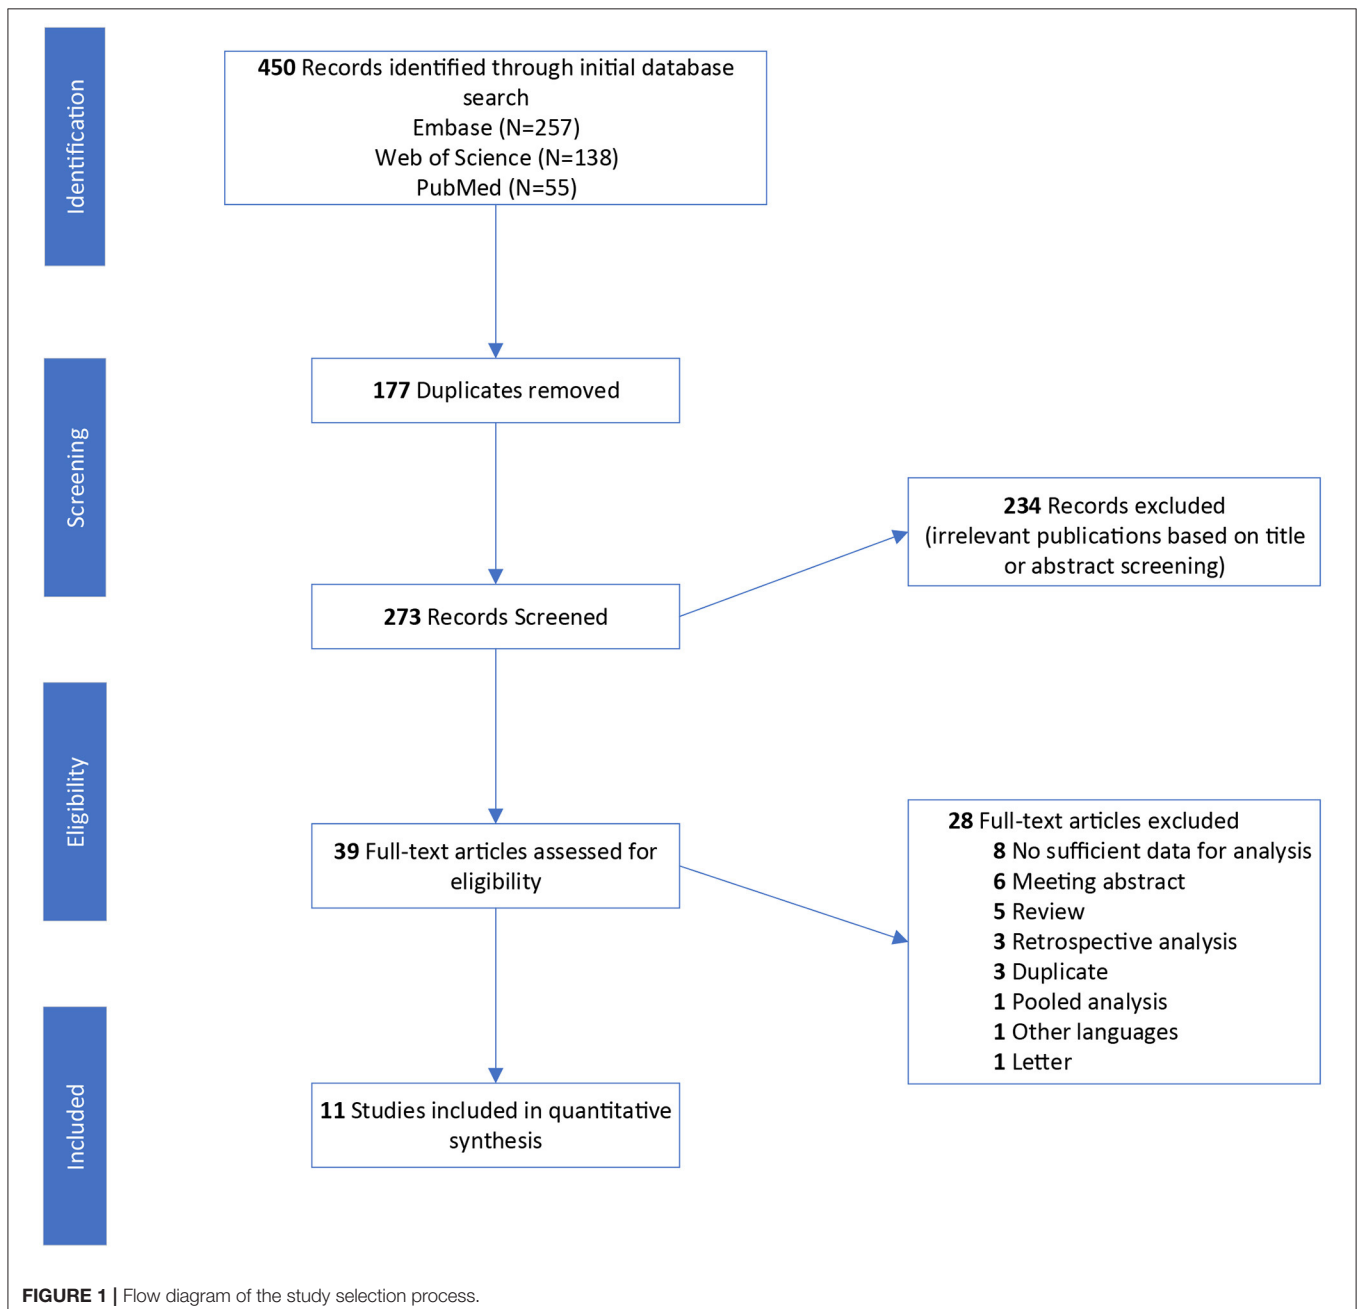 Identification
450 Records identified through initial database
search
Embase (N=257)
Web of Science (N=138)
PubMed (N=55)
Screening
177 Duplicates removed
234 Records excluded
(irrelevant publications based on title
or abstract screening)
273 Records Screened
Eligibility
39 Full-text articles assessed for
eligibility
28 Full-text articles excluded
8 No sufficient data for analysis
6 Meeting abstract
5 Review
3 Retrospective analysis
3 Duplicate
1 Pooled analysis
1 Other languages
1 Letter
Included
11 Studies included in quantitative
synthesis
FIGURE 1 | Flow diagram of the study selection process.